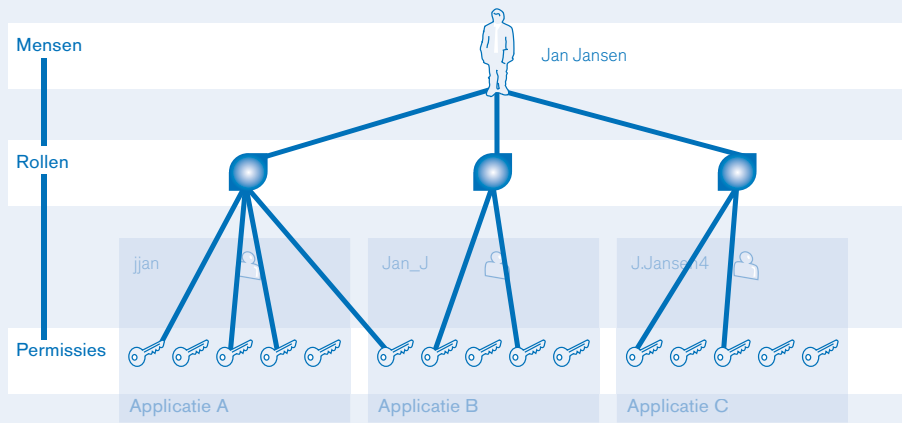 Mensen
Jan Jansen
Rollen
jjan
Jan_J
J.Jansen4
Permissies
Applicatie A
Applicatie B
Applicatie C